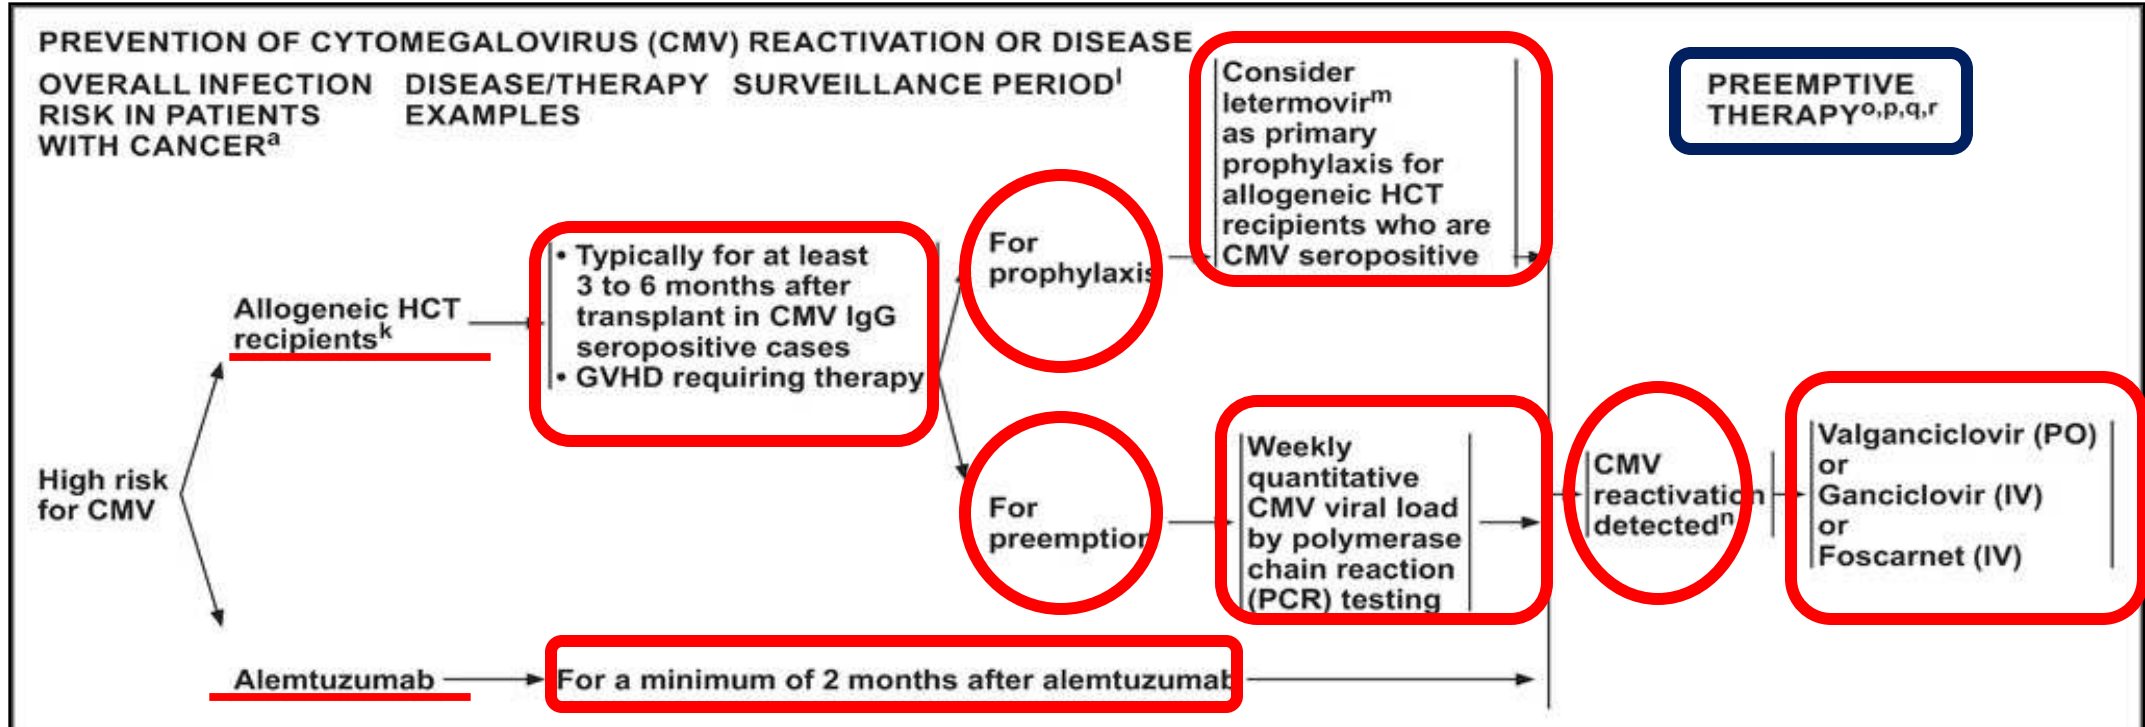 PREVENTION OF CYTOMEGALOVIRUS (CMV) REACTIVATION OR DISEASE
OVERALL INFECTION
RISK IN PATIENTS
WITH CANCERᵃ
DISEASE/THERAPY
EXAMPLES
SURVEILLANCE PERIODˡ
PREEMPTIVE
THERAPYᵒ,ᵖ,q,ʳ
High risk
for CMV
Allogeneic HCT
recipientsᵏ
• Typically for at least
3 to 6 months after
transplant in CMV IgG
seropositive cases
• GVHD requiring therapy
For
prophylaxis
Consider
letermovirᵐ
as primary
prophylaxis for
allogeneic HCT
recipients who are
CMV seropositive
For
preemption
Weekly
quantitative
CMV viral load
by polymerase
chain reaction
(PCR) testing
CMV
reactivation
detectedⁿ
Valganciclovir (PO)
or
Ganciclovir (IV)
or
Foscarnet (IV)
Alemtuzumab
For a minimum of 2 months after alemtuzumab